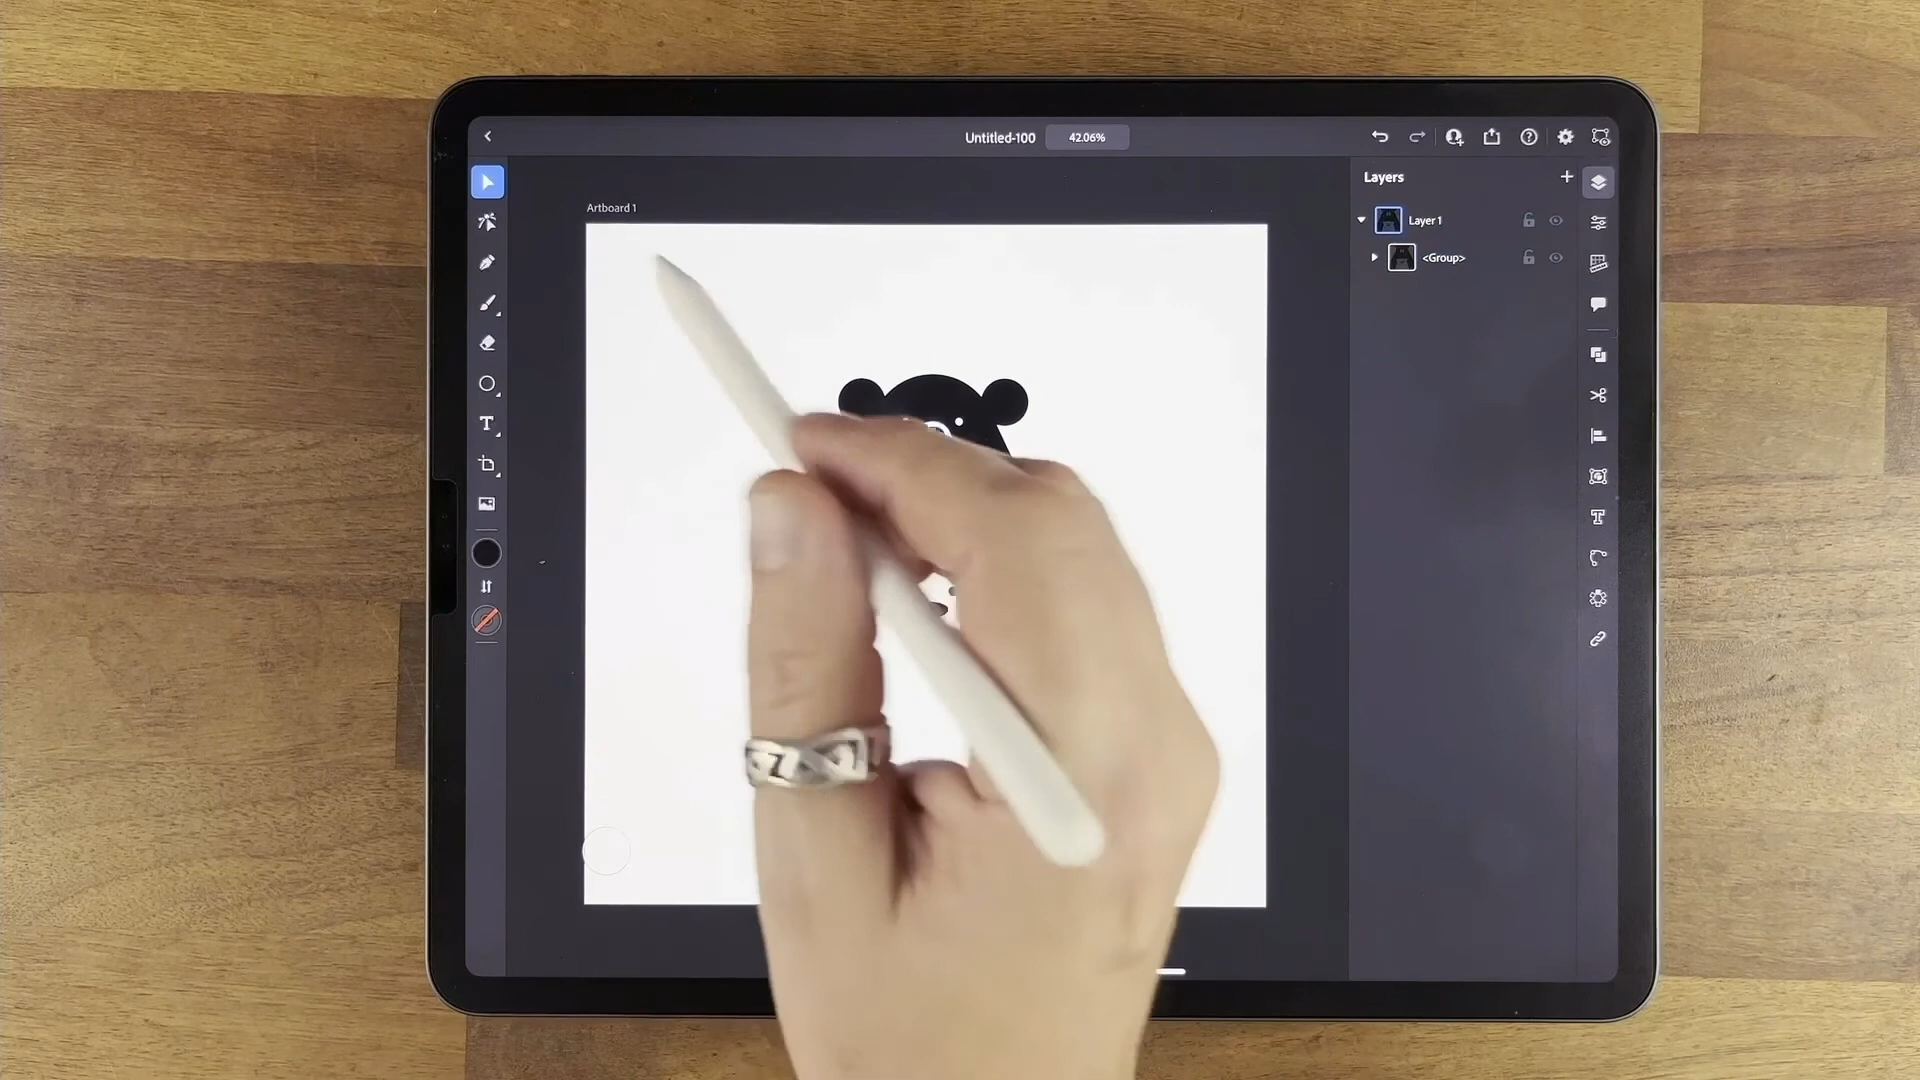 Untitled-100
42.06%
Layers
Artboard 1
Layer 1
<Group>